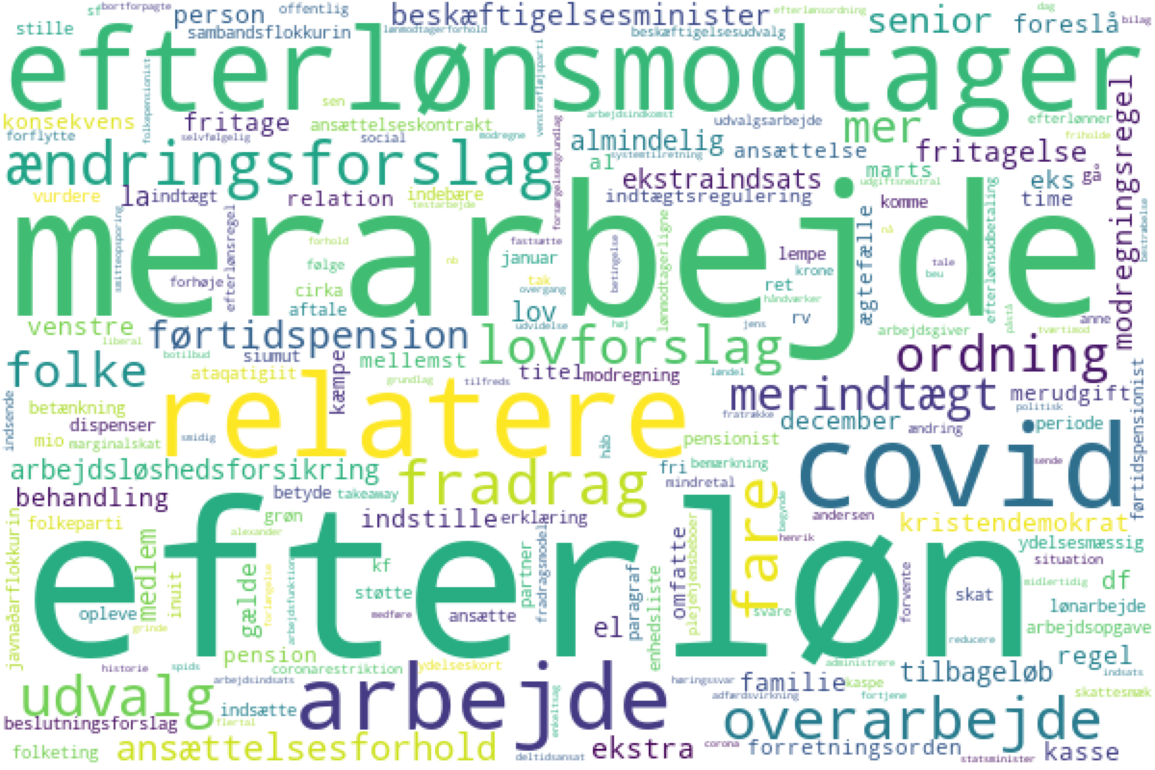 sf bortforpagte offentlig person beskæftigelsesminister efterlønsordning dag
stille sambandsflokkurin lønmodtagerforhold beskæftigelsesudvalg senior foreslå bilag
efterlønsmodtager
folkepensionist sen venstrefløjsparti arbejdsindkomst
konsekvens fritage ansættelseskontrakt modregne udvalgsarbejde mer efterlønner
forflytte selvfølgelig social almindelig ansættelse fritagelse friholde
ændringsforslag systemtilretning al marts gå modregningsregel
forsørgelsesgrundlag ekstraindsats udgiftsneutral eks bestræbelse
vurdere la indtægt relation indebære indtægtsregulering komme time
testarbejde
merarbejde
smitteopsporing efterlønsregel forhold nb fastsætte betingelse lønmodtagerligne lempe ægtefælle nå tale efterlønsudbetaling
forhøje følge januar tak krone beu
cirka overgang ret håndværker påstå
aftale lov rv anne
venstre førtidspension udvidelse høj jens arbejdsgiver tværtimod
liberal botilbud siumut mellemst lovforslag løndel ordning
folke ataqatigiit kæmpe grundlag tilfreds titel modregning merindtægt merudgift førtidspensionist
indsende betænkning relatere fratrække december politisk
dispenser ændring periode
mio marginalskat smidig håb pensionist covid sende
arbejdsløshedsforsikring fradrag fri bemærkning
behandling betyde takeaway mindretal fare begynde
folkeparti grøn indstille erklæring andersen kristendemokrat
javnaðarflokkurin alexander henrik ydelsesmæssig
efterløn
medlem inuit gælde forlængelse arbejdsfunktion kf partner fradragsmodel paragraf omfatte plejehjemsbeboer forvente situation
opleve støtte enhedsliste skat midlertidig df
medføre ansætte svare lønarbejde
grinde el reducere arbejdsopgave
pension coronarestriktion ydelseskort administrere regel
historie spids høringssvar tilbageløb indsats
udvalg arbejdsindsats arbejde familie kaspe skattesmæk
indsætte adfærdsvirkning fortjene
beslutningsforslag flertal enkeltfag overarbejde
folketing ansættelsesforhold deltidsansat ekstra corona forretningsorden statsminister kasse